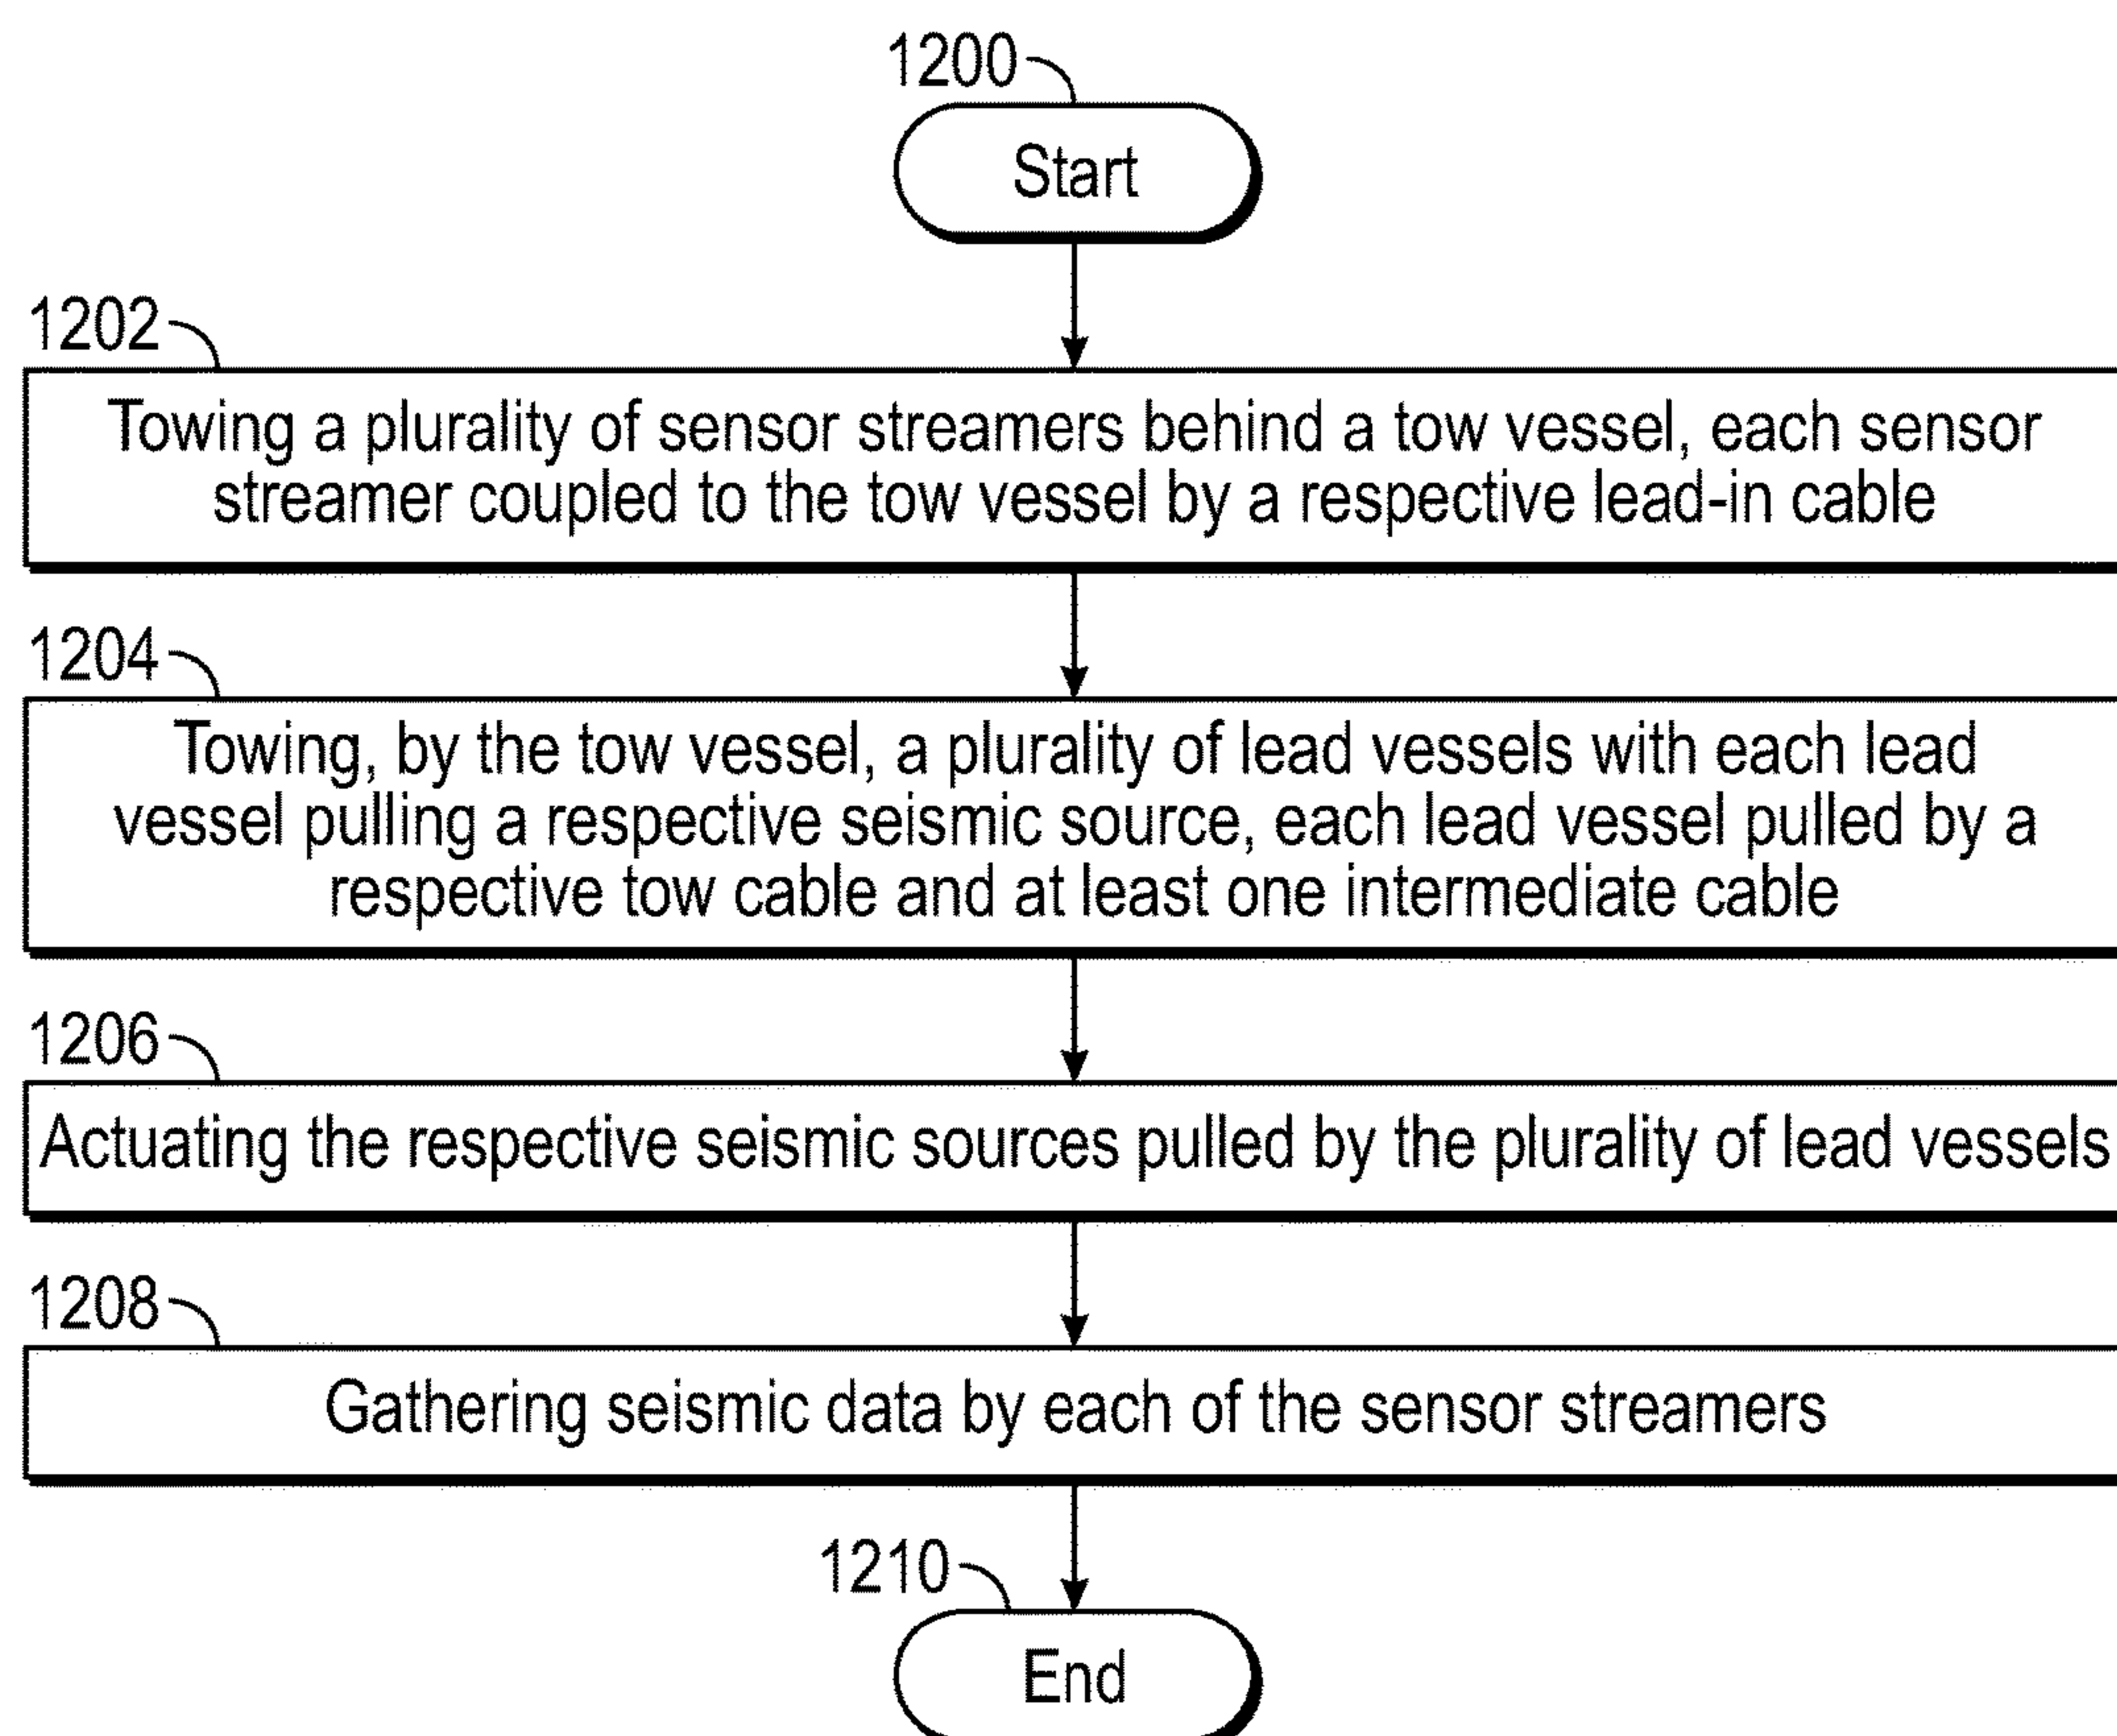 1200
Start
1202
Towing a plurality of sensor streamers behind a tow vessel, each sensor
streamer coupled to the tow vessel by a respective lead-in cable
1204
Towing, by the tow vessel, a plurality of lead vessels with each lead
vessel pulling a respective seismic source, each lead vessel pulled by a
respective tow cable and at least one intermediate cable
1206
Actuating the respective seismic sources pulled by the plurality of lead vessels
1208
Gathering seismic data by each of the sensor streamers
1210
End